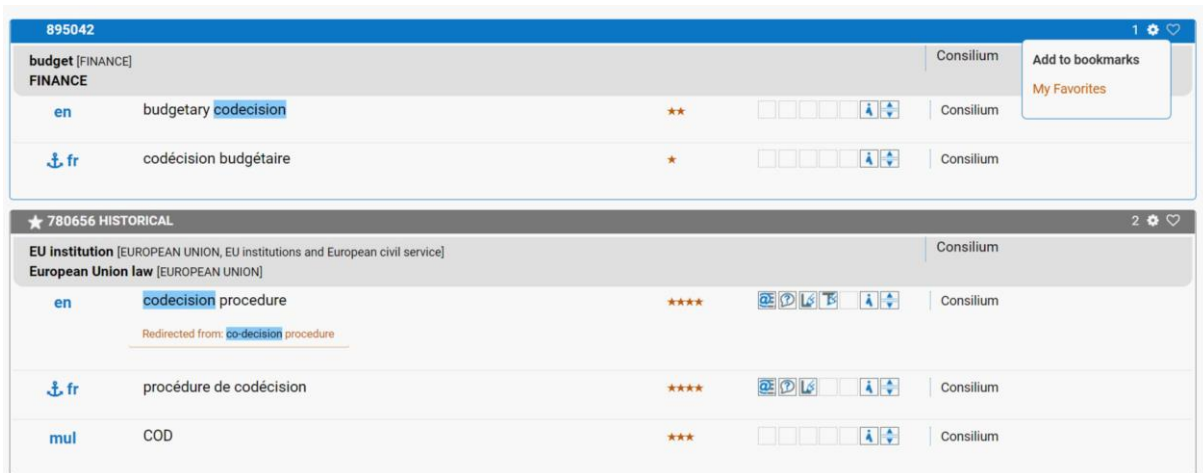 895042 1
budget [FINANCE] Consilium
FINANCE
Add to bookmarks
My Favorites
en budgetary codecision ★★ Consilium
fr codécision budgétaire ★ Consilium
★ 780656 HISTORICAL 2
EU institution [EUROPEAN UNION, EU institutions and European civil service] Consilium
European Union law [EUROPEAN UNION]
en codecision procedure ★★★★ Consilium
Redirected from: co-decision procedure
fr procédure de codécision ★★★★ Consilium
mul COD ★★★ Consilium